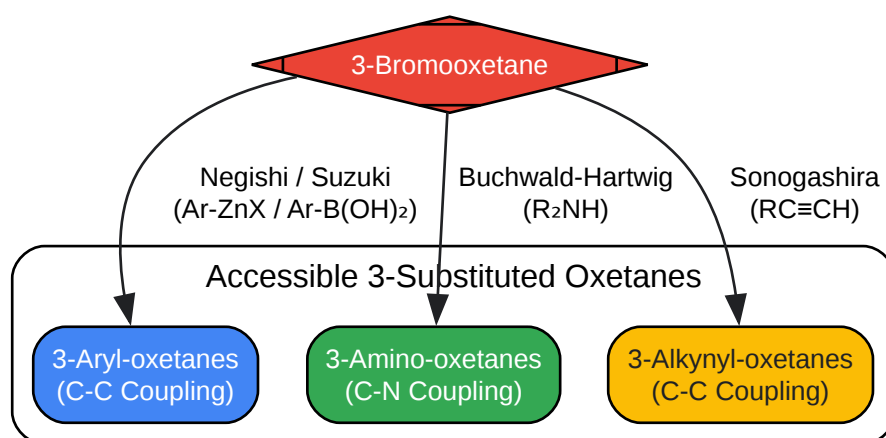 3-Bromooxetane
Negishi / Suzuki
(Ar-ZnX / Ar-B(OH)₂)
Buchwald-Hartwig
(R₂NH)
Sonogashira
(RC≡CH)
Accessible 3-Substituted Oxetanes
3-Aryl-oxetanes
(C-C Coupling)
3-Amino-oxetanes
(C-N Coupling)
3-Alkynyl-oxetanes
(C-C Coupling)